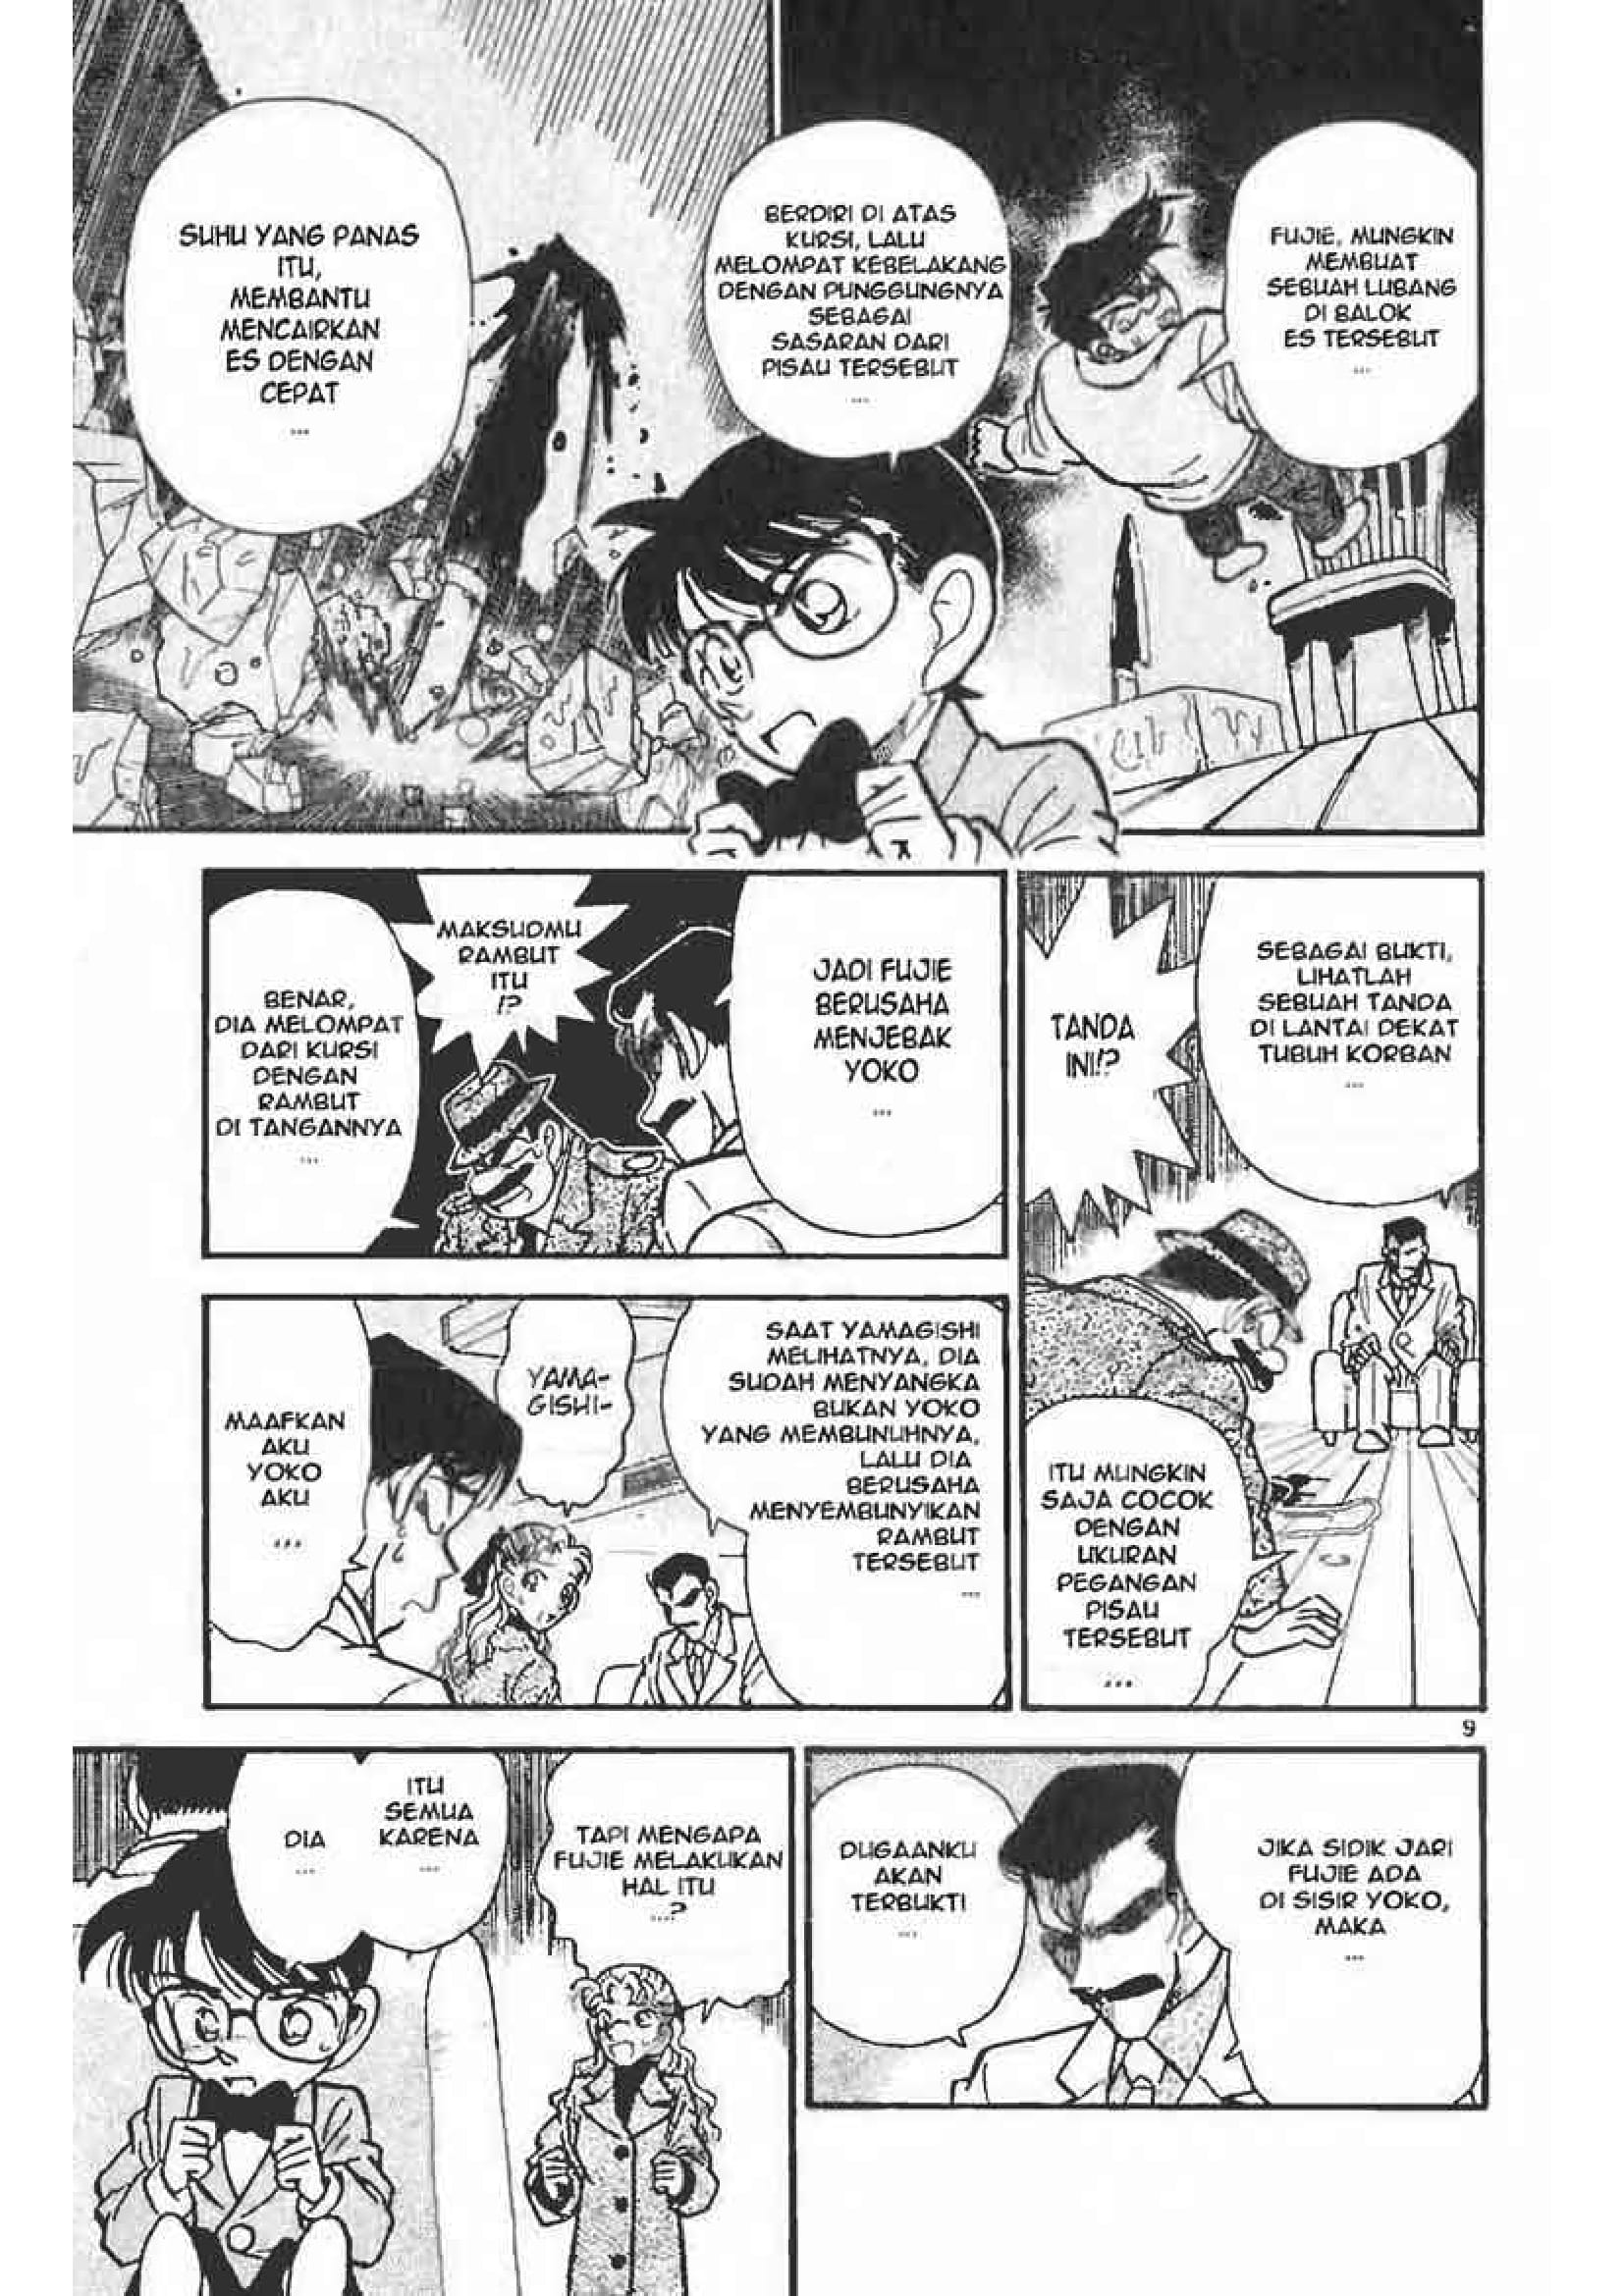 FUJIE, MUNGKIN
MEMBUAT
SEBUAH LUBANG
DI BALOK
ES TERSEBUT
...
BERDIRI DI ATAS
KURSI, LALU
MELOMPAT KEBELAKANG
DENGAN PUNGGUNGNYA
SEBAGAI
SASARAN DARI
PISAU TERSEBUT
...
SUHU YANG PANAS
ITU,
MEMBANTU
MENCAIRKAN
ES DENGAN
CEPAT
...
SEBAGAI BUKTI,
LIHATLAH
SEBUAH TANDA
DI LANTAI DEKAT
TUBUH KORBAN
...
TANDA
INI!?
ITU MUNGKIN
SAJA COCOK
DENGAN
UKURAN
PEGANGAN
PISAU
TERSEBUT
...
JADI FUJIE
BERUSAHA
MENJEBAK
YOKO
...
MAKSUDMU
RAMBUT
ITU
!?
BENAR,
DIA MELOMPAT
DARI KURSI
DENGAN
RAMBUT
DI TANGANNYA
...
SAAT YAMAGISHI
MELIHATNYA, DIA
SUDAH MENYANGKA
BUKAN YOKO
YANG MEMBUNUHNYA,
LALU DIA
BERUSAHA
MENYEMBUNYIKAN
RAMBUT
TERSEBUT
...
YAMA-
GISHI-
MAAFKAN
AKU
YOKO
AKU
...
9
JIKA SIDIK JARI
FUJIE ADA
DI SISIR YOKO,
MAKA
...
DUGAANKU
AKAN
TERBUKTI
...
TAPI MENGAPA
FUJIE MELAKUKAN
HAL ITU
...?
ITU
SEMUA
KARENA
...
DIA
...